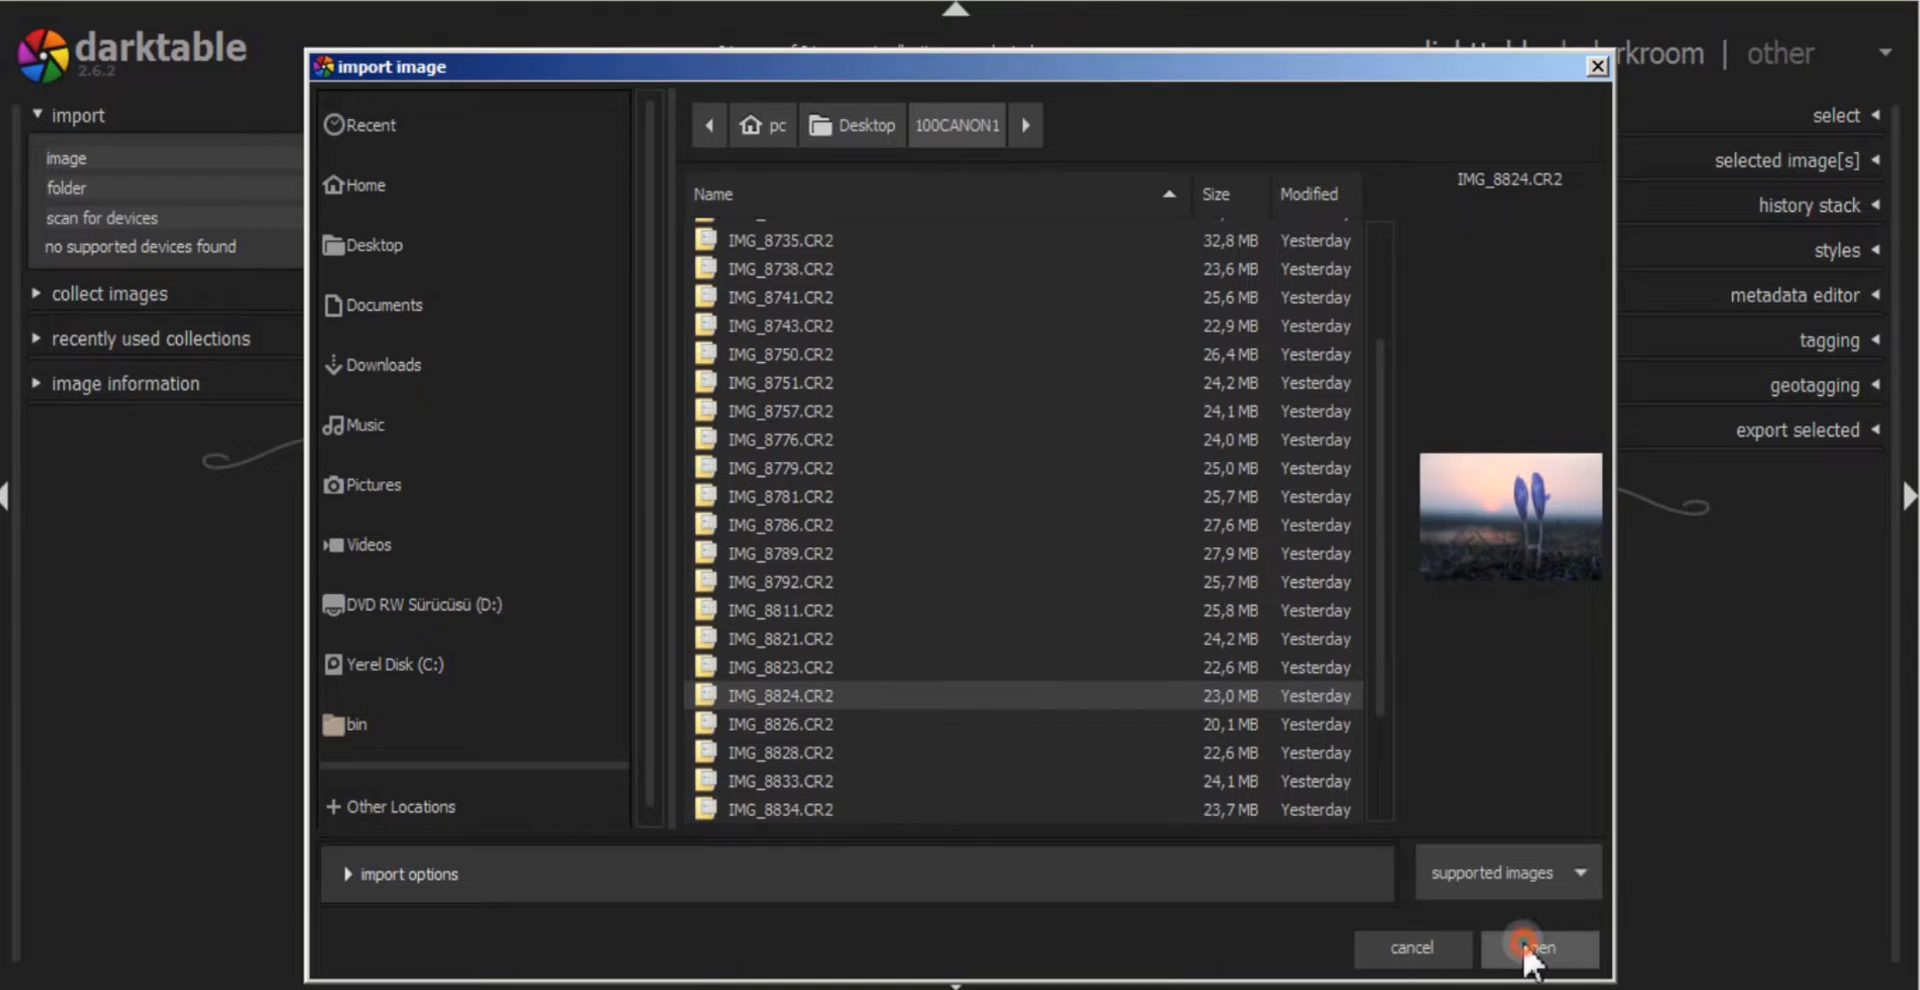 darktable
2.6.2
rkroom | other
import
image
folder
scan for devices
no supported devices found
collect images
recently used collections
image information
select
selected image[s]
history stack
styles
metadata editor
tagging
geotagging
export selected
import image
Recent
Home
Desktop
Documents
Downloads
Music
Pictures
Videos
DVD RW Sürücüsü (D:)
Yerel Disk (C:)
bin
Other Locations
pc Desktop 100CANON1
Name Size Modified
IMG_8735.CR2 32,8 MB Yesterday
IMG_8738.CR2 23,6 MB Yesterday
IMG_8741.CR2 25,6 MB Yesterday
IMG_8743.CR2 22,9 MB Yesterday
IMG_8750.CR2 26,4 MB Yesterday
IMG_8751.CR2 24,2 MB Yesterday
IMG_8757.CR2 24,1 MB Yesterday
IMG_8776.CR2 24,0 MB Yesterday
IMG_8779.CR2 25,0 MB Yesterday
IMG_8781.CR2 25,7 MB Yesterday
IMG_8786.CR2 27,6 MB Yesterday
IMG_8789.CR2 27,9 MB Yesterday
IMG_8792.CR2 25,7 MB Yesterday
IMG_8811.CR2 25,8 MB Yesterday
IMG_8821.CR2 24,2 MB Yesterday
IMG_8823.CR2 22,6 MB Yesterday
IMG_8824.CR2 23,0 MB Yesterday
IMG_8826.CR2 20,1 MB Yesterday
IMG_8828.CR2 22,6 MB Yesterday
IMG_8833.CR2 24,1 MB Yesterday
IMG_8834.CR2 23,7 MB Yesterday
IMG_8824.CR2
import options
supported images
cancel